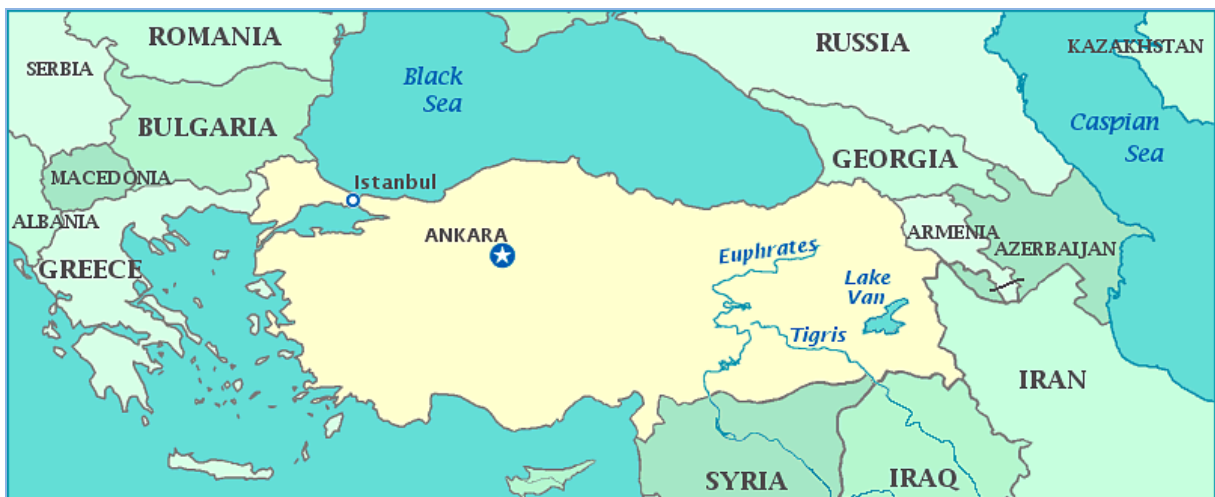 ROMANIA
RUSSIA
KAZAKHSTAN
SERBIA
Black
Sea
BULGARIA
Caspian
Sea
GEORGIA
MACEDONIA
Istanbul
ALBANIA
ANKARA
ARMENIA
AZERBAIJAN
Euphrates
GREECE
Lake
Van
Tigris
IRAN
SYRIA
IRAQ